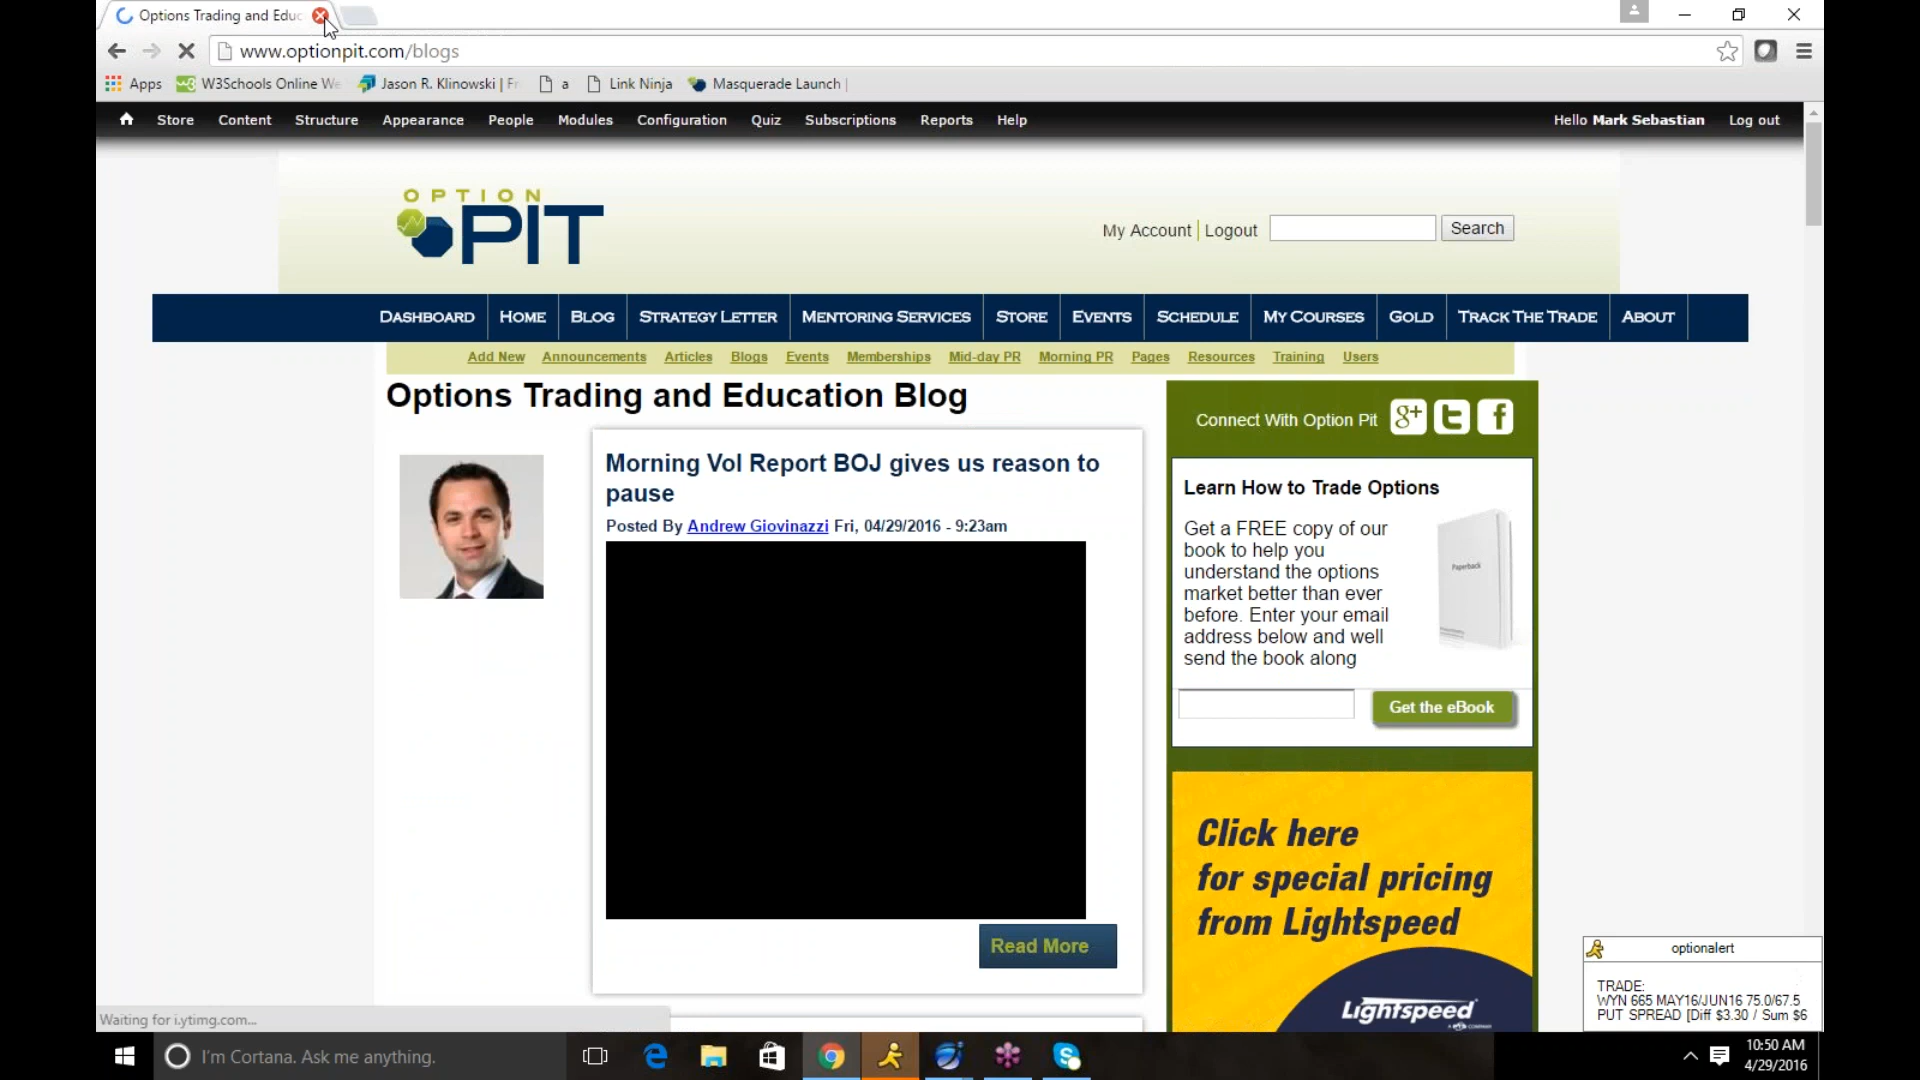 Options Trading and Educ
www.optionpit.com/blogs
Apps W3Schools Online We Jason R. Klinowski | Fr a Link Ninja Masquerade Launch |
Store Content Structure Appearance People Modules Configuration Quiz Subscriptions Reports Help Hello Mark Sebastian Log out
OPTION
PIT
My Account Logout Search
DASHBOARD HOME BLOG STRATEGY LETTER MENTORING SERVICES STORE EVENTS SCHEDULE MY COURSES GOLD TRACK THE TRADE ABOUT
Add New Announcements Articles Blogs Events Memberships Mid-day PR Morning PR Pages Resources Training Users
Options Trading and Education Blog
Morning Vol Report BOJ gives us reason to
pause
Posted By Andrew Giovinazzi Fri, 04/29/2016 - 9:23am
Read More
Connect With Option Pit g+ t f
Learn How to Trade Options
Get a FREE copy of our
book to help you
understand the options
market better than ever
before. Enter your email
address below and well
send the book along
Paperback
Get the eBook
Click here
for special pricing
from Lightspeed
Lightspeed
optionalert
TRADE:
WYN 665 MAY16/JUN16 75.0/67.5
PUT SPREAD [Diff $3.30 / Sum $6
Waiting for i.ytimg.com...
I'm Cortana. Ask me anything.
10:50 AM
4/29/2016